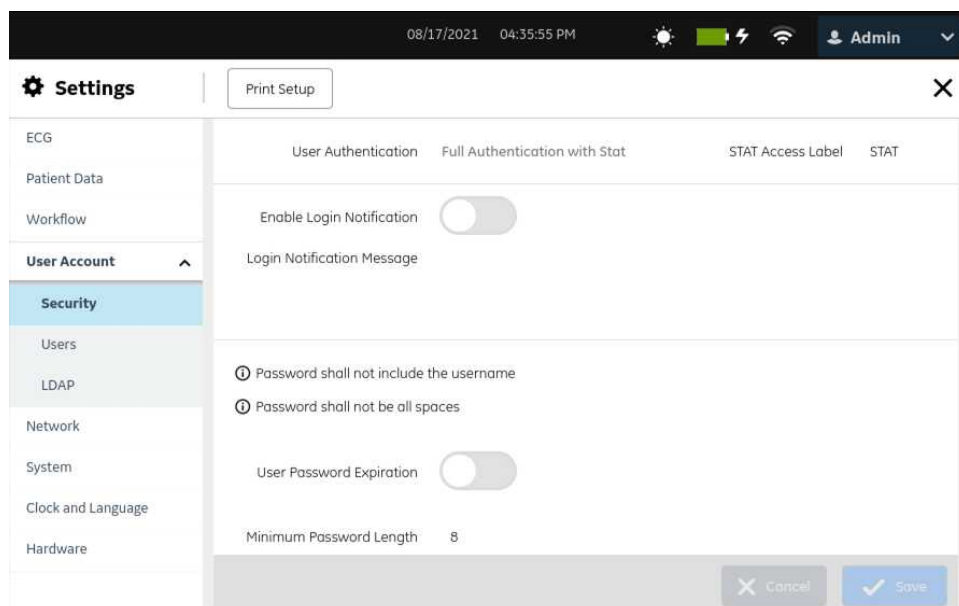 08/17/2021 04:35:55 PM Admin
Settings Print Setup
ECG
Patient Data
Workflow
User Account
Security
Users
LDAP
Network
System
Clock and Language
Hardware
User Authentication Full Authentication with Stat STAT Access Label STAT
Enable Login Notification
Login Notification Message
Password shall not include the username
Password shall not be all spaces
User Password Expiration
Minimum Password Length 8
Cancel Save